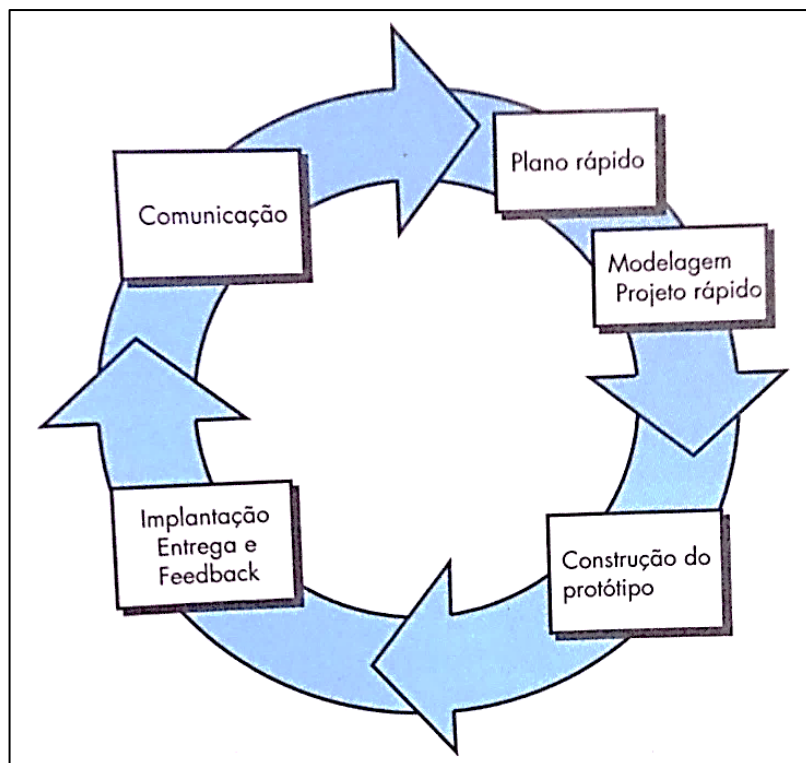 Comunicação
Plano rápido
Modelagem
Projeto rápido
Construção do
protótipo
Implantação
Entrega e
Feedback